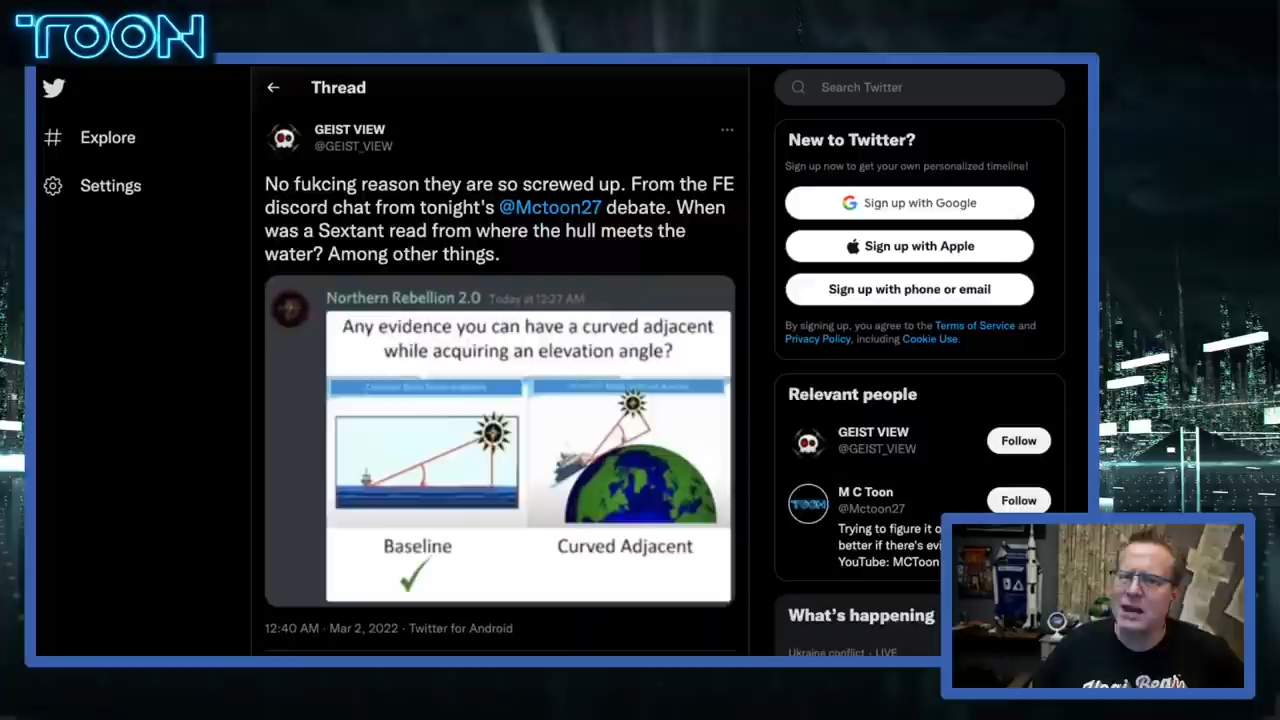 TOON
Thread
Search Twitter
Explore
Settings
GEIST VIEW
@GEIST_VIEW
No fukcing reason they are so screwed up. From the FE
discord chat from tonight's @Mctoon27 debate. When
was a Sextant read from where the hull meets the
water? Among other things.
Northern Rebellion 2.0 Today at 12:27 AM
Any evidence you can have a curved adjacent
while acquiring an elevation angle?
Baseline
Curved Adjacent
12:40 AM · Mar 2, 2022 · Twitter for Android
New to Twitter?
Sign up now to get your own personalized timeline!
Sign up with Google
Sign up with Apple
Sign up with phone or email
By signing up, you agree to the Terms of Service and
Privacy Policy, including Cookie Use.
Relevant people
GEIST VIEW
@GEIST_VIEW
Follow
M C Toon
@Mctoon27
Follow
TOON
Trying to figure it
better if there's
YouTube: MCToon
What's happening
Ukraine conflict · LIVE